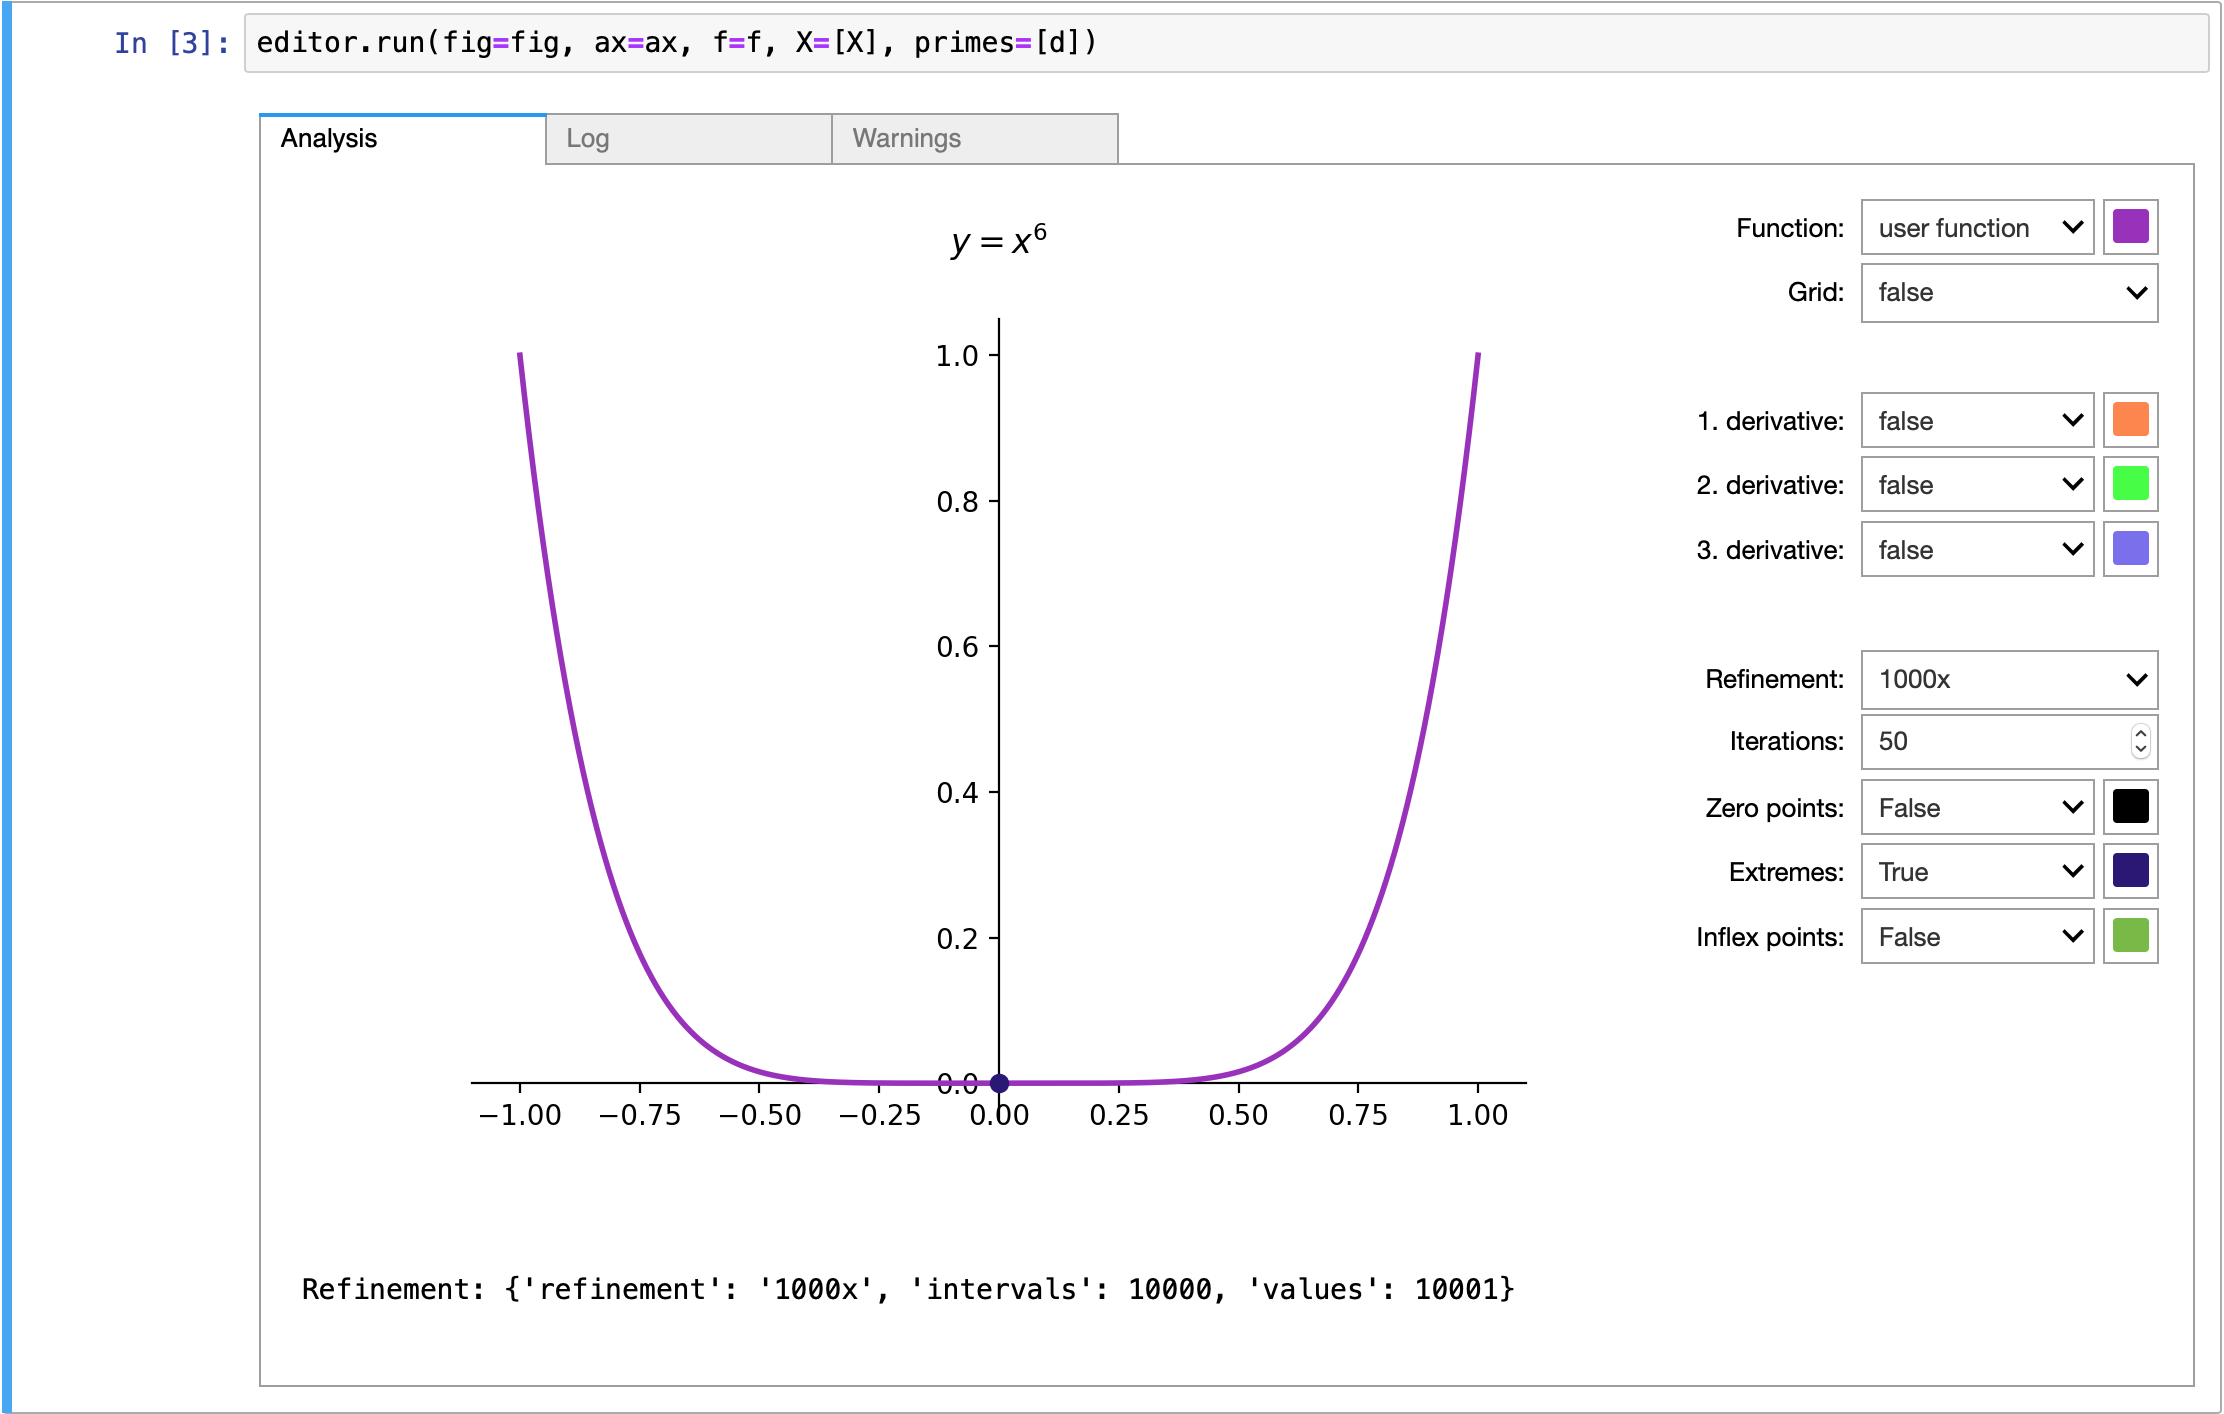 In [3]: editor.run(fig=fig, ax=ax, f=f, X=[X], primes=[d])
Analysis Log Warnings
y = x⁶
1.0
0.8
0.6
0.4
0.2
0.0
−1.00 −0.75 −0.50 −0.25 0.00 0.25 0.50 0.75 1.00
Function: user function
Grid: false
1. derivative: false
2. derivative: false
3. derivative: false
Refinement: 1000x
Iterations: 50
Zero points: False
Extremes: True
Inflex points: False
Refinement: {'refinement': '1000x', 'intervals': 10000, 'values': 10001}